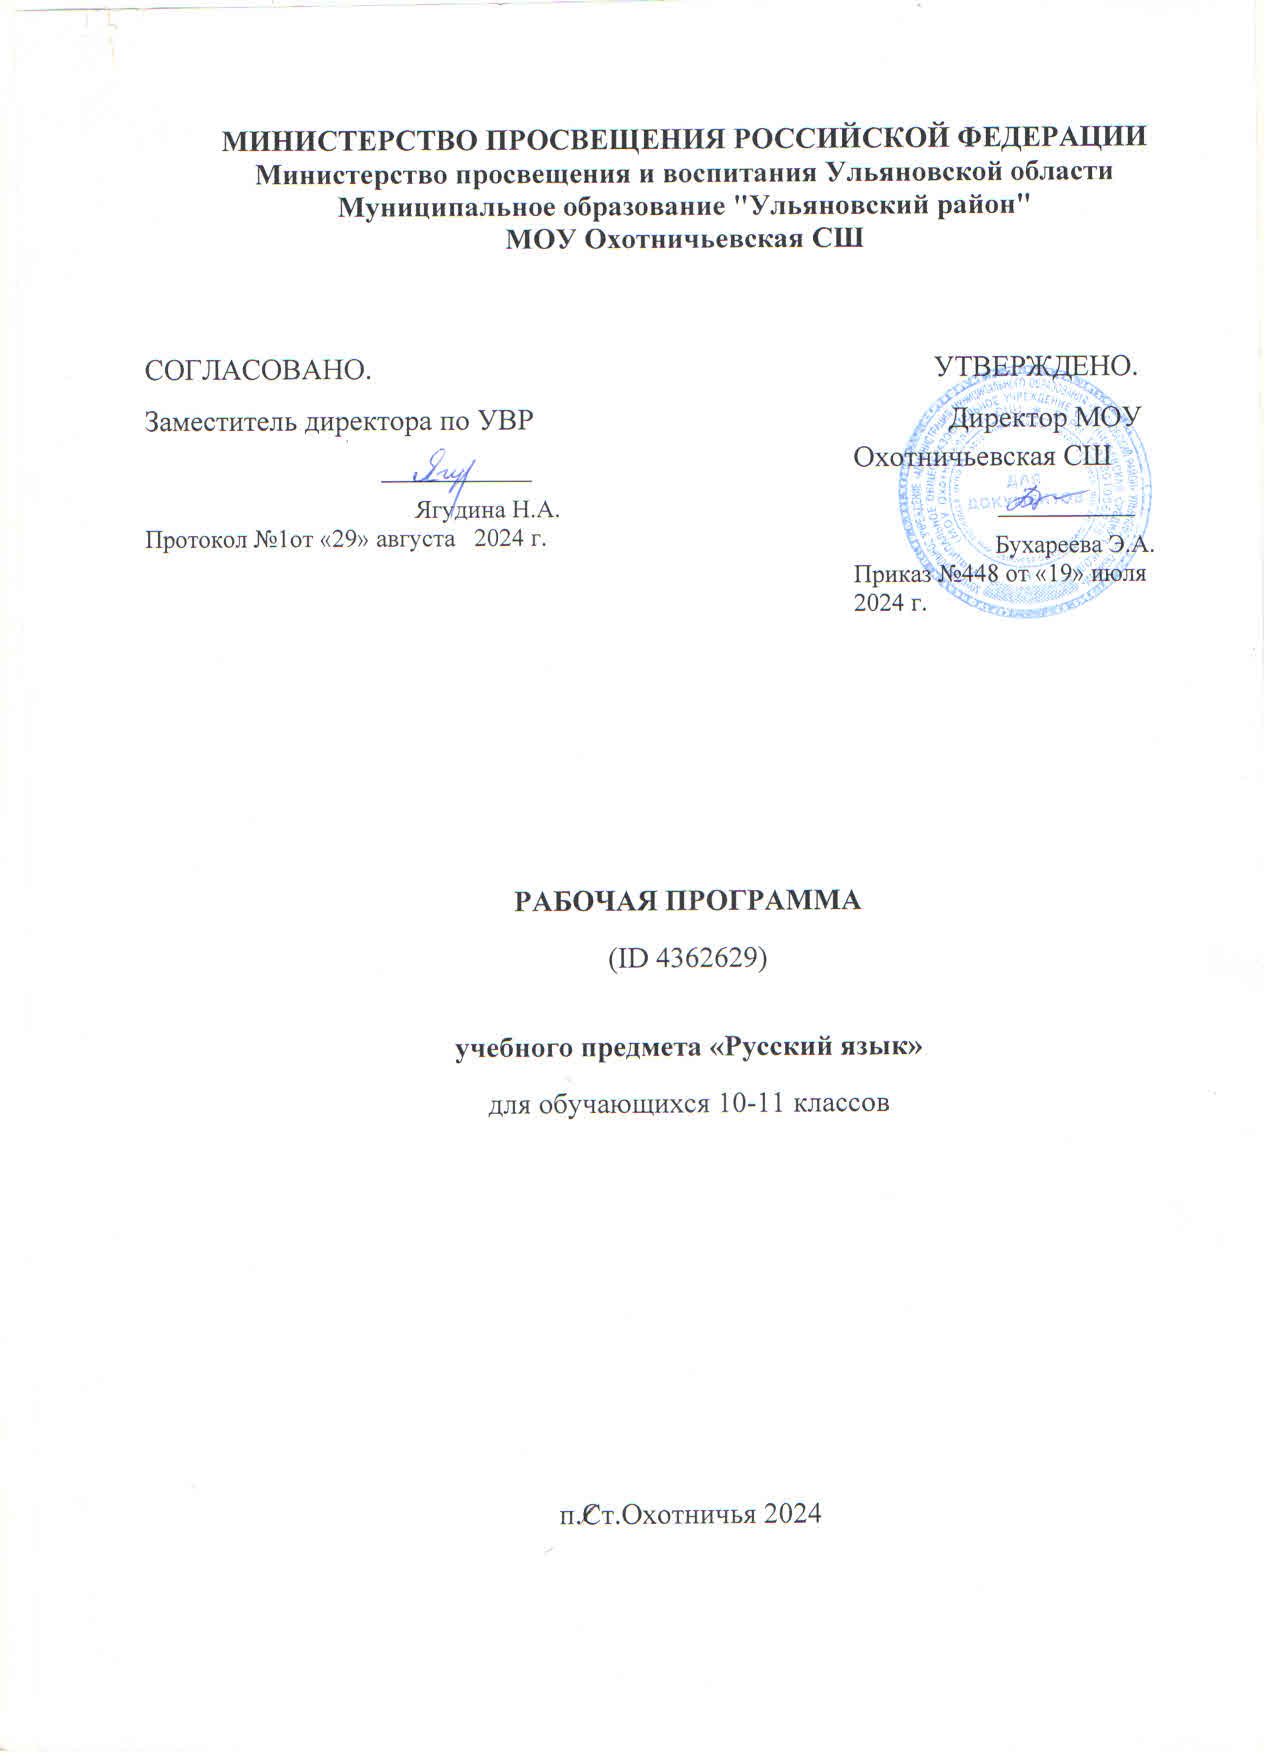 МИНИСТЕРСТВО ПРОСВЕЩЕНИЯ РОССИЙСКОЙ ФЕДЕРАЦИИ
Министерство просвещения и воспитания Ульяновской области
Муниципальное образование "Ульяновский район"
МОУ Охотничьевская СШ
СОГЛАСОВАНО.
Заместитель директора по УВР
Ягудина Н.А.
Протокол №1от «29» августа 2024 г.
УТВЕРЖДЕНО.
Директор МОУ
Охотничьевская СШ
ДЛЯ
ДОКУМЕНТОВ
Бухареева Э.А.
Приказ №448 от «19» июля
2024 г.
РАБОЧАЯ ПРОГРАММА
(ID 4362629)
учебного предмета «Русский язык»
для обучающихся 10-11 классов
п.Ст.Охотничья 2024